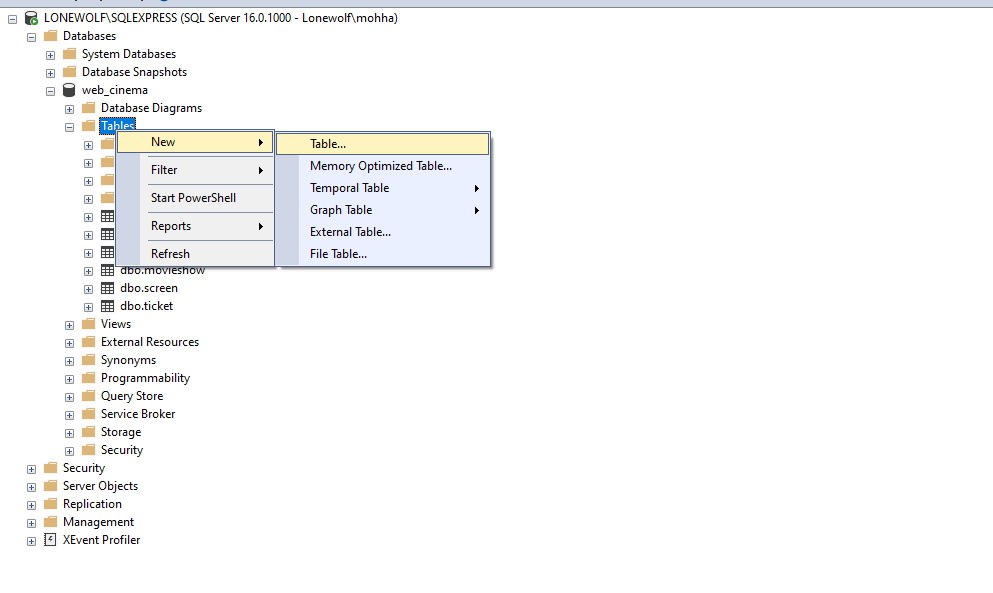 LONEWOLF\SQLEXPRESS (SQL Server 16.0.1000 - Lonewolf\mohha)
Databases
System Databases
Database Snapshots
web_cinema
Database Diagrams
Tables
New
Table...
Memory Optimized Table...
Filter
Temporal Table
Start PowerShell
Graph Table
Reports
External Table...
Refresh
File Table...
dbo.movieshow
dbo.screen
dbo.ticket
Views
External Resources
Synonyms
Programmability
Query Store
Service Broker
Storage
Security
Security
Server Objects
Replication
Management
XEvent Profiler